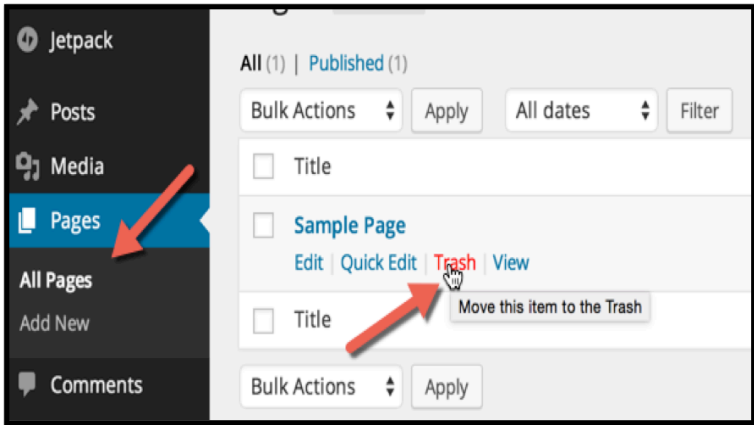 Jetpack
Posts
Media
Pages
All Pages
Add New
Comments
All (1) | Published (1)
Bulk Actions Apply All dates Filter
Title
Sample Page
Edit | Quick Edit | Trash | View
Move this item to the Trash
Title
Bulk Actions Apply